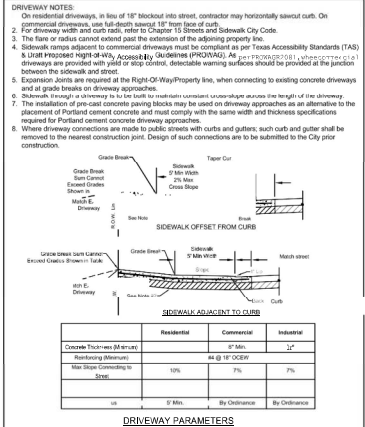 DRIVEWAY NOTES:
On residential driveways, in lieu of 18" blockout into street, contractor may horizontally sawcut curb. On
commercial driveways, use full-depth sawcut 18" from face of curb.
2. For driveway width and curb radii, refer to Chapter 15 Streets and Sidewalk City Code.
3. The flare or radius cannot extend past the extension of the adjoining property line.
4. Sidewalk ramps adjacent to commercial driveways must be compliant as per Texas Accessibility Standards (TAS)
& Draft Proposed Right-of-Way Accessibility Guidelines (PROWAG). As per PROWAG R208.1, where commercial
driveways are provided with yield or stop control, detectable warning surfaces should be provided at the junction
between the sidewalk and street.
5. Expansion Joints are required at the Right-Of-Way/Property line, when connecting to existing concrete driveways
and at grade breaks on driveway approaches.
6. Sidewalk through a driveway is to be built to maintain constant cross-slope across the length of the driveway.
7. The installation of pre-cast concrete paving blocks may be used on driveway approaches as an alternative to the
placement of Portland cement concrete and must comply with the same width and thickness specifications
required for Portland cement concrete driveway approaches.
8. Where driveway connections are made to public streets with curbs and gutters; such curb and gutter shall be
removed to the nearest construction joint. Design of such connections are to be submitted to the City prior
construction.
Grade Break
Taper Cur
Grade Break
Sum Cannot
Exceed Grades
Shown in
Sidewalk
5' Min Width
2% Max
Cross Slope
Match E
Driveway
R.O.W. Lin
See Note
Break
SIDEWALK OFFSET FROM CURB
Grade Break Sum Cannot
Exceed Grades Shown in Table
Grade Break
Sidewalk
5' Min Width
Match street
Slope
Driveway
W
See Note
Back
Curb
SIDEWALK ADJACENT TO CURB
Residential Commercial Industrial
Concrete Thickness (Minimum) 8" Min.
Reinforcing (Minimum) #4 @ 18" OCEW
Max Slope Connecting to
Street 10% 7% 7%
us 5' Min. By Ordinance By Ordinance
DRIVEWAY PARAMETERS